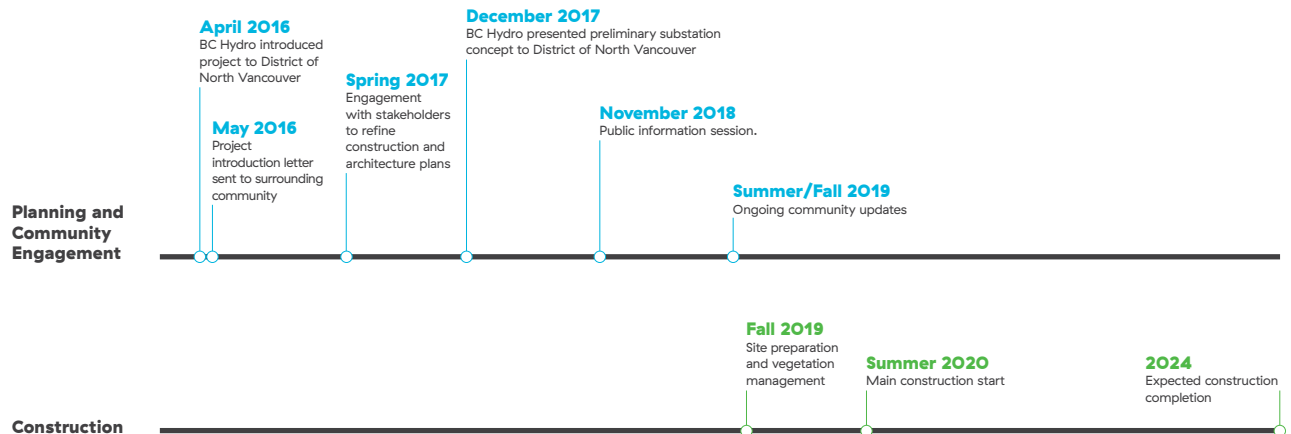 April 2016
BC Hydro introduced
project to District of
North Vancouver
May 2016
Project
introduction letter
sent to surrounding
community
Spring 2017
Engagement
with stakeholders
to refine
construction and
architecture plans
December 2017
BC Hydro presented preliminary substation
concept to District of North Vancouver
November 2018
Public information session.
Summer/Fall 2019
Ongoing community updates
Planning and
Community
Engagement
Fall 2019
Site preparation
and vegetation
management
Summer 2020
Main construction start
2024
Expected construction
completion
Construction